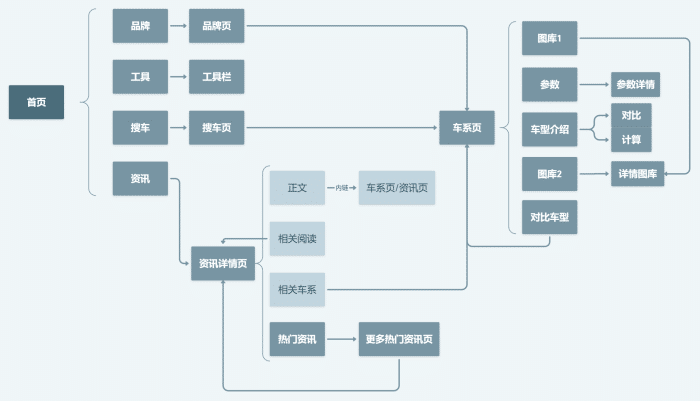 首页
品牌
品牌页
工具
工具栏
搜车
搜车页
资讯
资讯详情页
正文
内链
车系页/资讯页
相关阅读
相关车系
热门资讯
更多热门资讯页
车系页
图库1
参数
参数详情
车型介绍
对比
计算
图库2
详情图库
对比车型